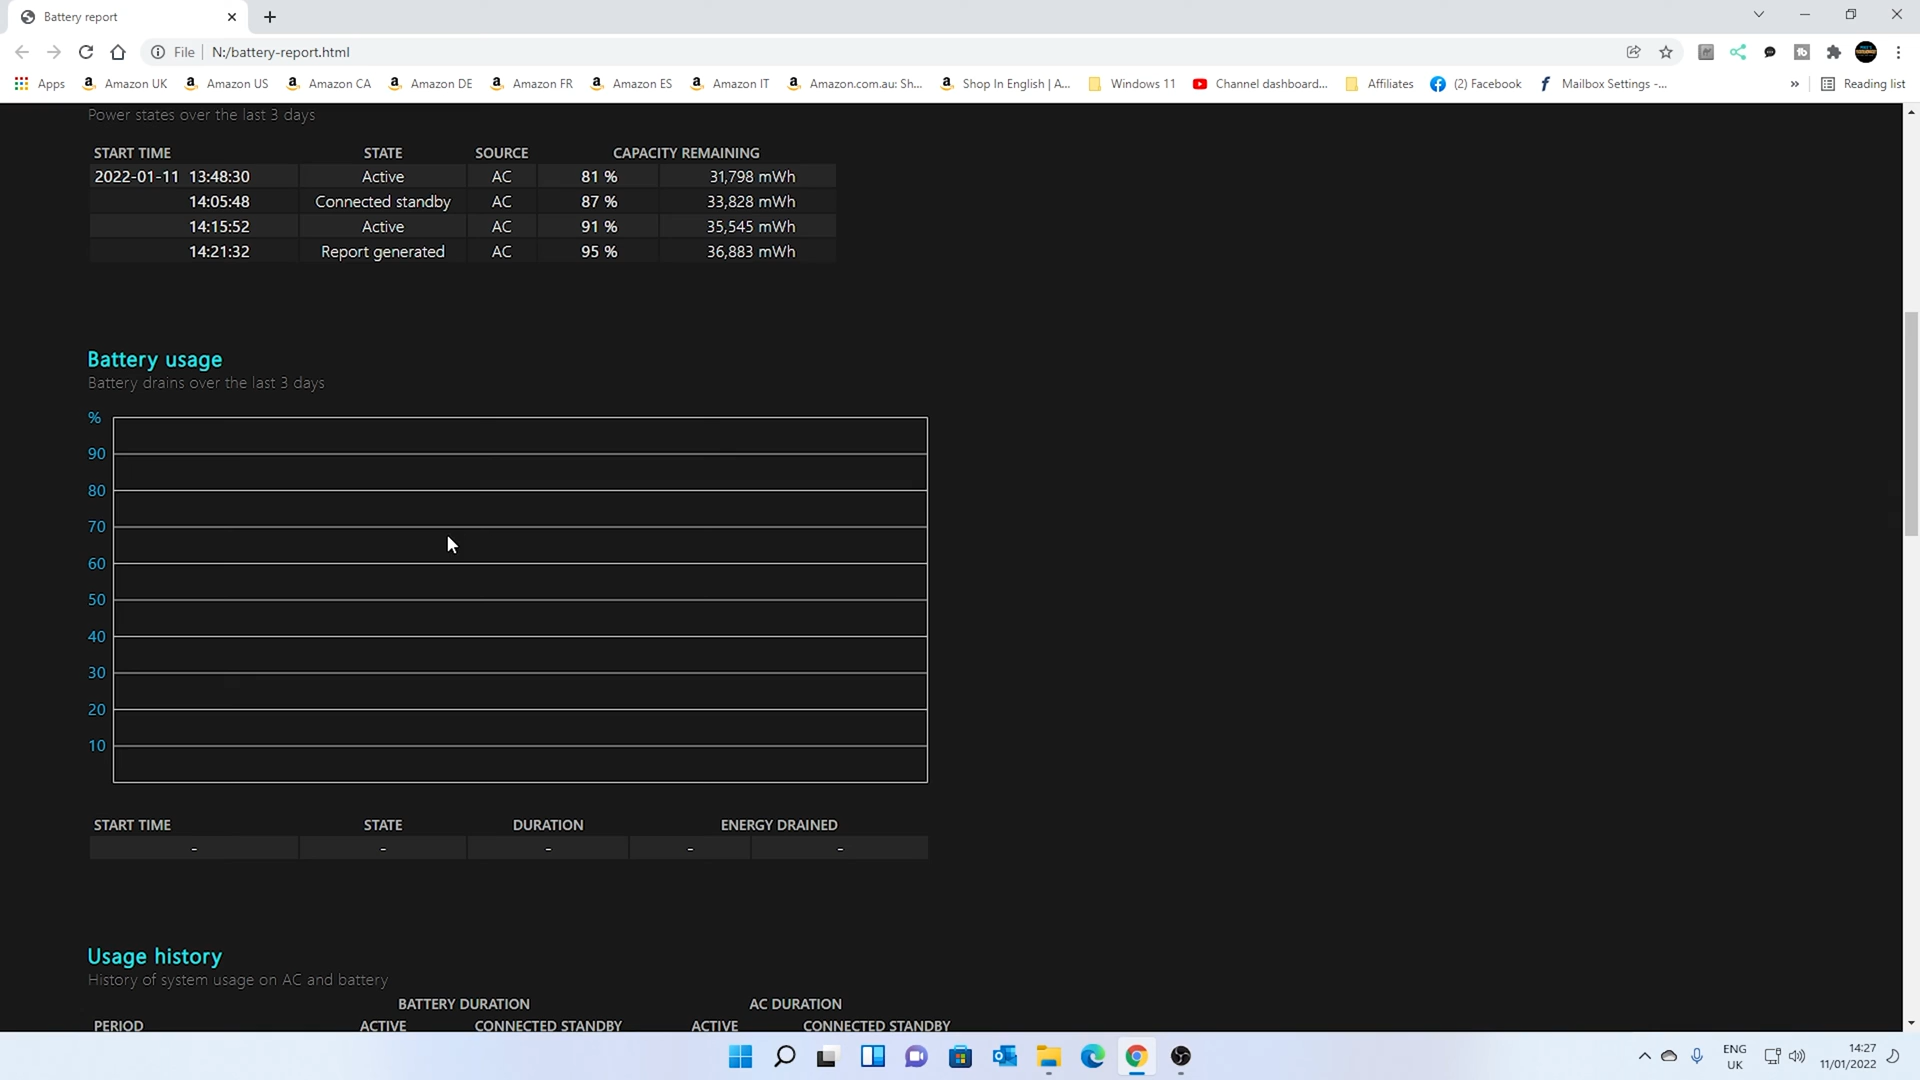 Battery report
File
N:/battery-report.html
Apps
Amazon UK
Amazon US
Amazon CA
Amazon DE
Amazon FR
Amazon ES
Amazon IT
Amazon.com.au: Sh...
Shop In English | A...
Windows 11
Channel dashboard...
Affiliates
(2) Facebook
Mailbox Settings -...
»
Reading list
Power states over the last 3 days
START TIME STATE SOURCE CAPACITY REMAINING
2022-01-11 13:48:30 Active AC 81 % 31,798 mWh
14:05:48 Connected standby AC 87 % 33,828 mWh
14:15:52 Active AC 91 % 35,545 mWh
14:21:32 Report generated AC 95 % 36,883 mWh
Battery usage
Battery drains over the last 3 days
%
90
80
70
60
50
40
30
20
10
START TIME STATE DURATION ENERGY DRAINED
- - - - -
Usage history
History of system usage on AC and battery
BATTERY DURATION AC DURATION
PERIOD ACTIVE CONNECTED STANDBY ACTIVE CONNECTED STANDBY
ENG
UK
14:27
11/01/2022